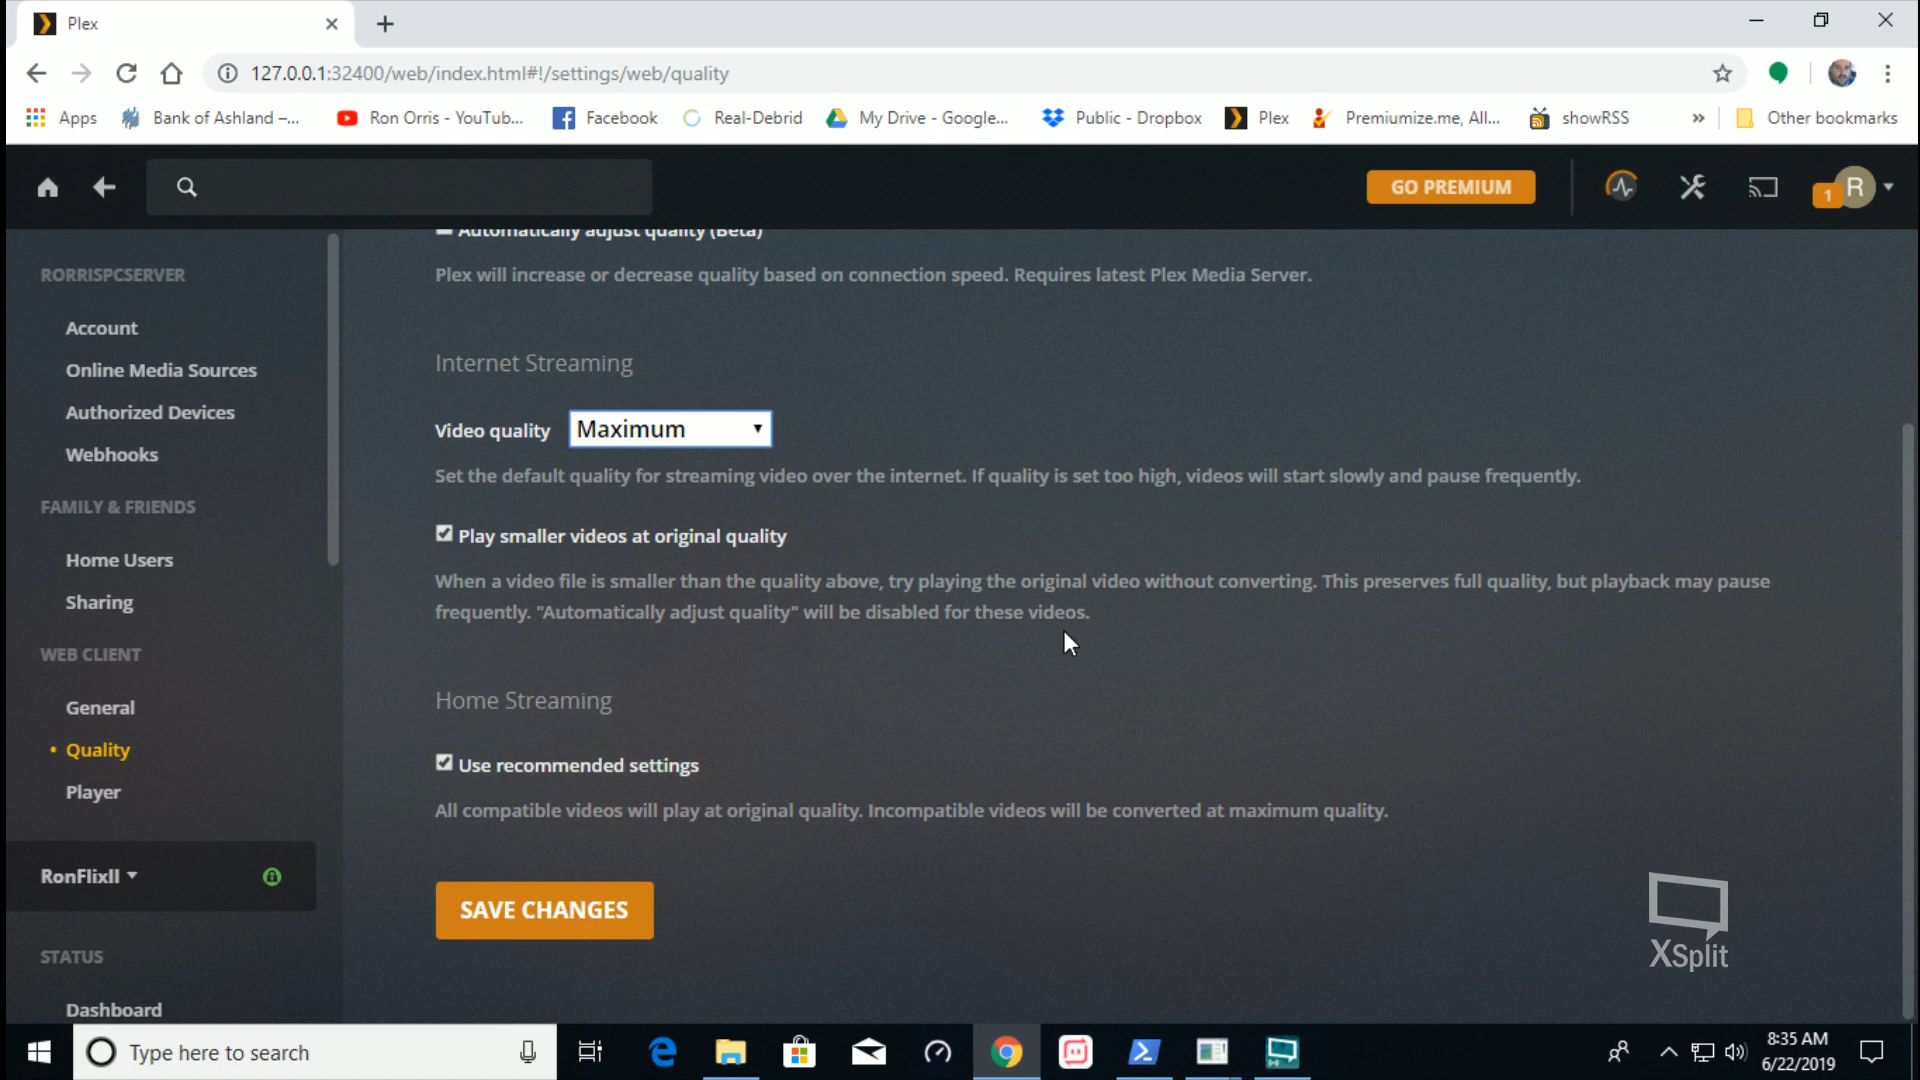 Plex
127.0.0.1:32400/web/index.html#!/settings/web/quality
Apps Bank of Ashland –... Ron Orris - YouTub... Facebook Real-Debrid My Drive - Google... Public - Dropbox Plex Premiumize.me, All... showRSS » Other bookmarks
GO PREMIUM 1 R
RORRISPCSERVER
Account
Online Media Sources
Authorized Devices
Webhooks
FAMILY & FRIENDS
Home Users
Sharing
WEB CLIENT
General
• Quality
Player
RonFlixII
STATUS
Dashboard
Automatically adjust quality (Beta)
Plex will increase or decrease quality based on connection speed. Requires latest Plex Media Server.
Internet Streaming
Video quality Maximum
Set the default quality for streaming video over the internet. If quality is set too high, videos will start slowly and pause frequently.
Play smaller videos at original quality
When a video file is smaller than the quality above, try playing the original video without converting. This preserves full quality, but playback may pause
frequently. "Automatically adjust quality" will be disabled for these videos.
Home Streaming
Use recommended settings
All compatible videos will play at original quality. Incompatible videos will be converted at maximum quality.
SAVE CHANGES
XSplit
Type here to search
8:35 AM
6/22/2019